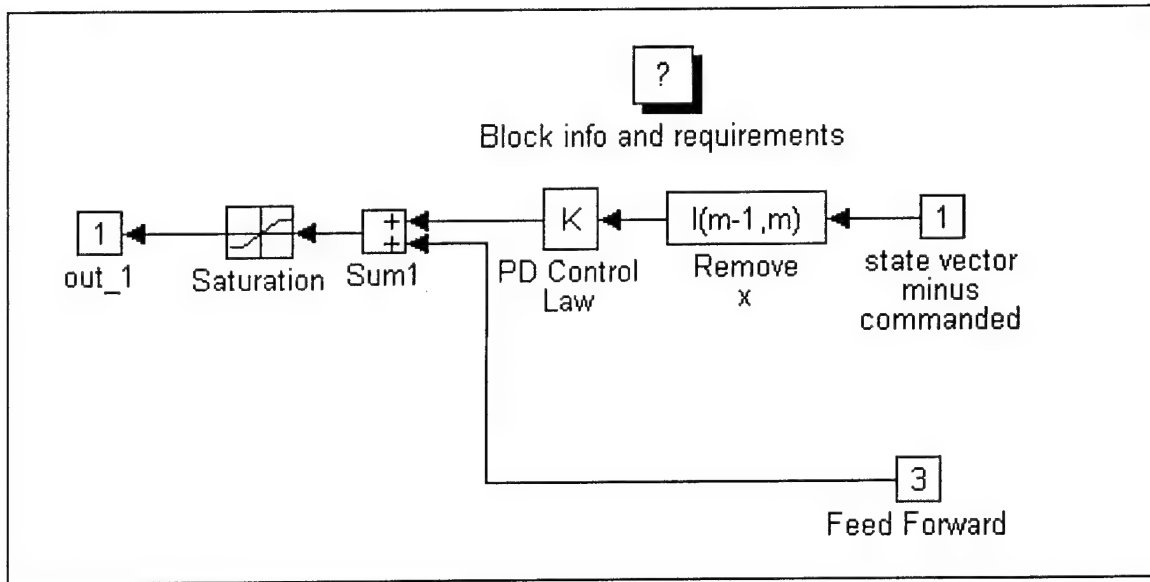 ?
Block info and requirements
1
out_1
Saturation
+
+
Sum1
K
PD Control
Law
I(m-1,m)
Remove
x
1
state vector
minus
commanded
3
Feed Forward